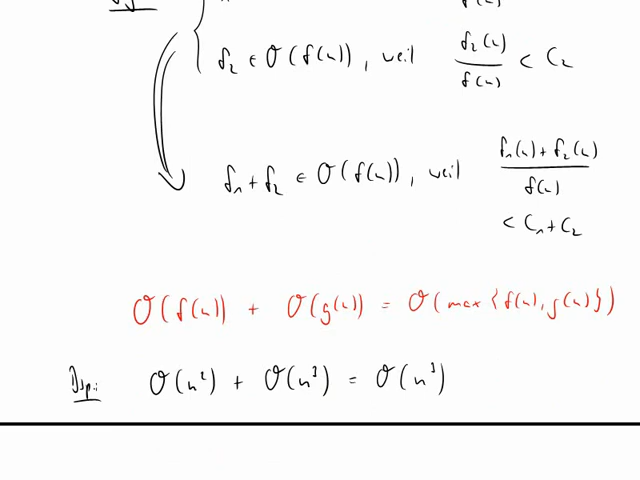 f₂ ∈ O(f(n)), weil f₂(n)/f(n) < C₂
f₁+f₂ ∈ O(f(n)), weil (f₁(n)+f₂(n))/f(n)
< C₁+C₂
O(f(n)) + O(g(n)) = O(max{f(n), g(n)})
Bsp.: O(n²) + O(n³) = O(n³)